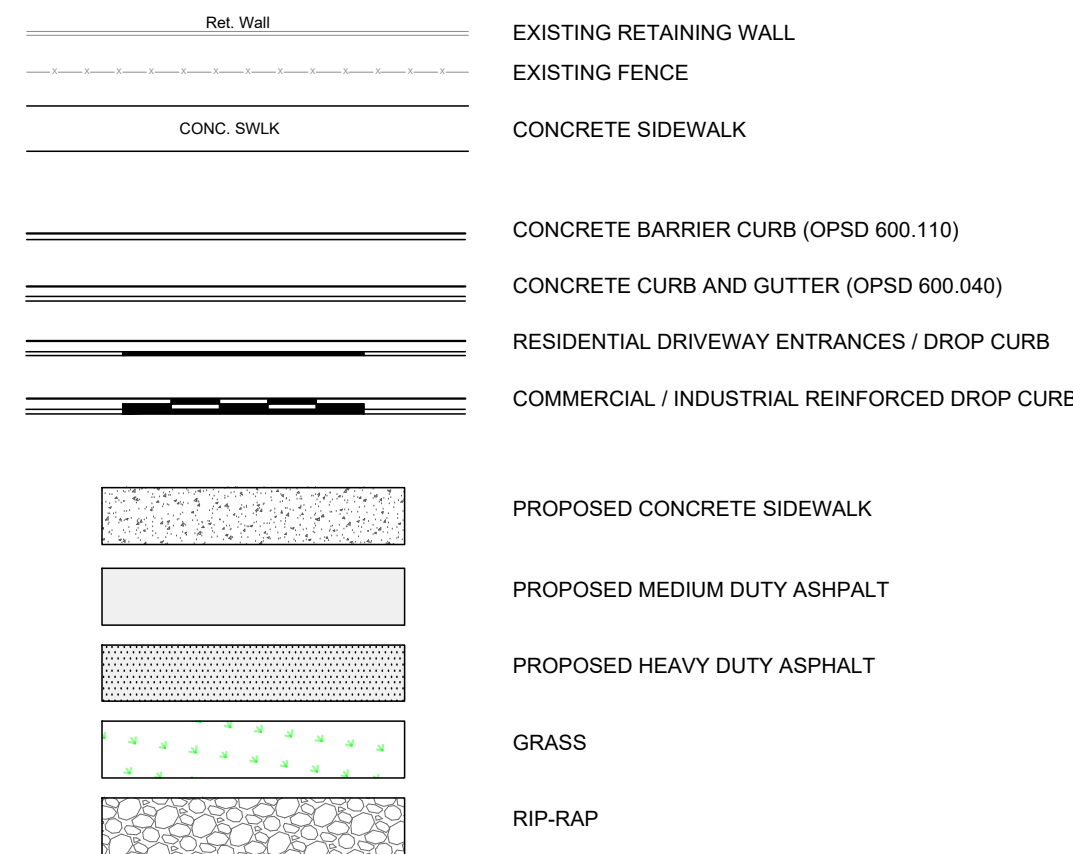 Ret. Wall
EXISTING RETAINING WALL
x x x x x x x x x x x x x
EXISTING FENCE
CONC. SWLK
CONCRETE SIDEWALK
CONCRETE BARRIER CURB (OPSD 600.110)
CONCRETE CURB AND GUTTER (OPSD 600.040)
RESIDENTIAL DRIVEWAY ENTRANCES / DROP CURB
COMMERCIAL / INDUSTRIAL REINFORCED DROP CURB
PROPOSED CONCRETE SIDEWALK
PROPOSED MEDIUM DUTY ASHPALT
PROPOSED HEAVY DUTY ASPHALT
GRASS
RIP-RAP